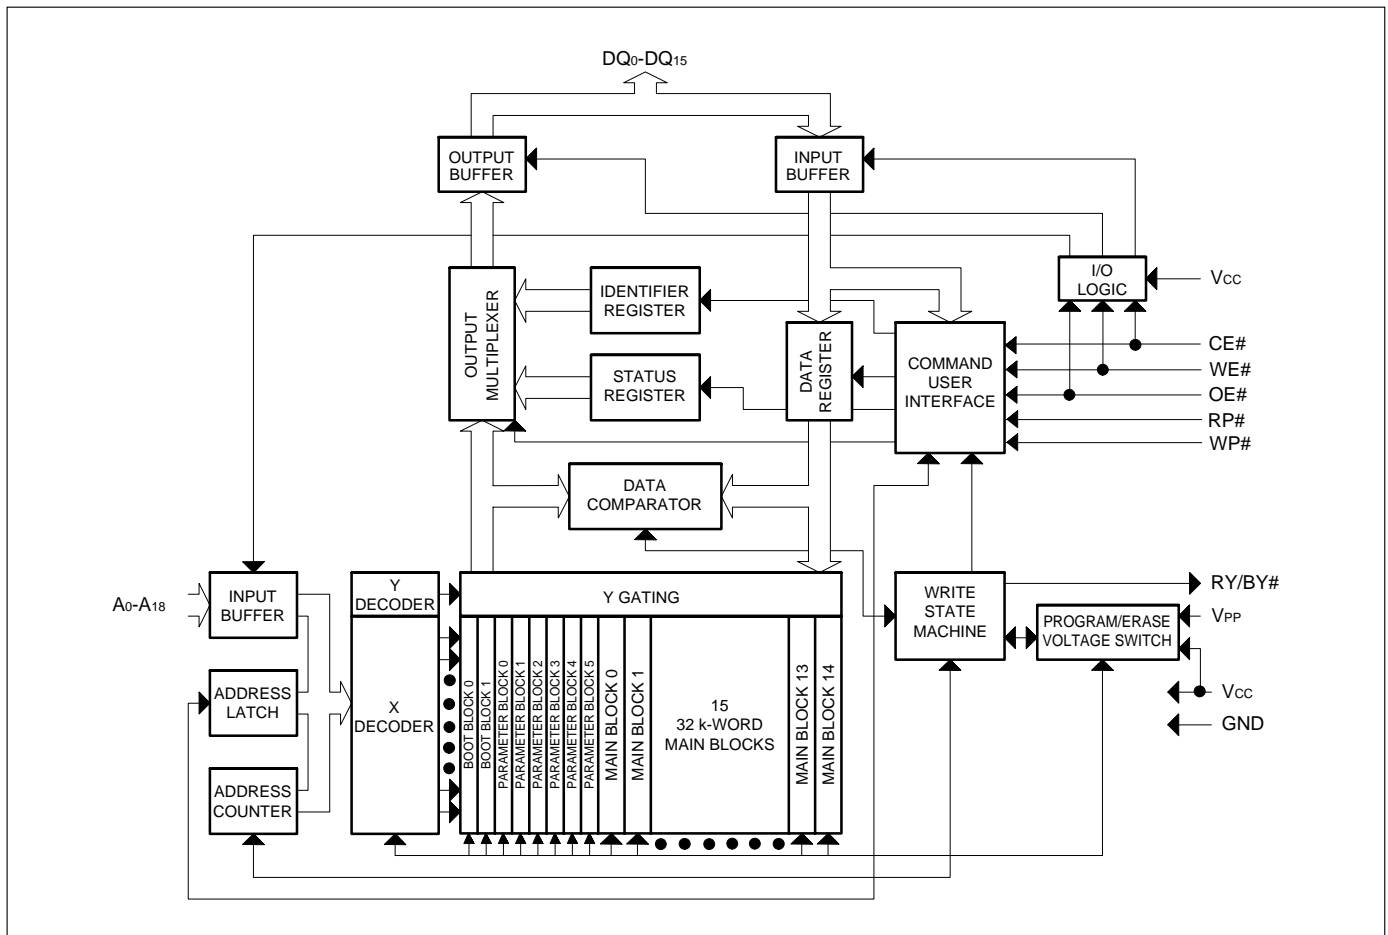 DQ0-DQ15
OUTPUT
BUFFER
INPUT
BUFFER
I/O
LOGIC
VCC
IDENTIFIER
REGISTER
OUTPUT
MULTIPLEXER
STATUS
REGISTER
DATA
REGISTER
COMMAND
USER
INTERFACE
CE#
WE#
OE#
RP#
WP#
DATA
COMPARATOR
A0-A18
INPUT
BUFFER
Y
DECODER
Y GATING
WRITE
STATE
MACHINE
RY/BY#
PROGRAM/ERASE
VOLTAGE SWITCH
VPP
VCC
GND
ADDRESS
LATCH
ADDRESS
COUNTER
X
DECODER
BOOT BLOCK 0
BOOT BLOCK 1
PARAMETER BLOCK 0
PARAMETER BLOCK 1
PARAMETER BLOCK 2
PARAMETER BLOCK 3
PARAMETER BLOCK 4
PARAMETER BLOCK 5
MAIN BLOCK 0
MAIN BLOCK 1
15
32 k-WORD
MAIN BLOCKS
MAIN BLOCK 13
MAIN BLOCK 14